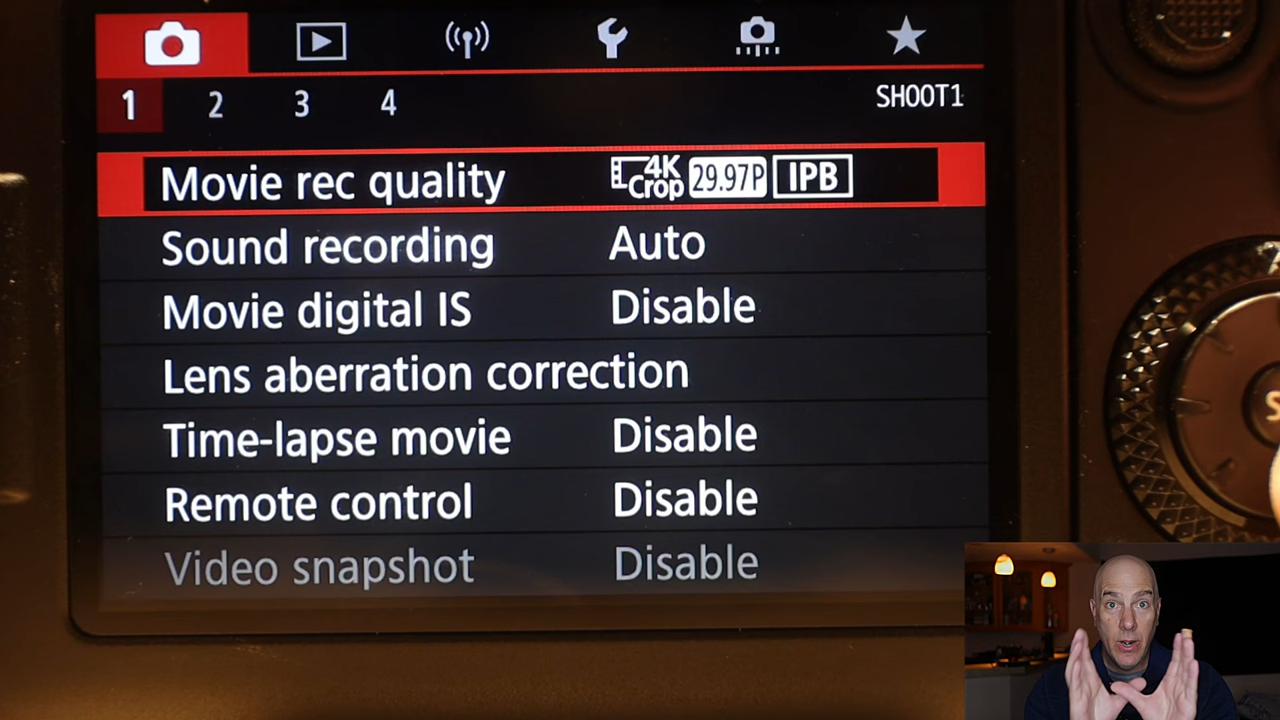 1 2 3 4 SHOOT1
Movie rec quality 4K Crop 29.97P IPB
Sound recording Auto
Movie digital IS Disable
Lens aberration correction
Time-lapse movie Disable
Remote control Disable
Video snapshot Disable